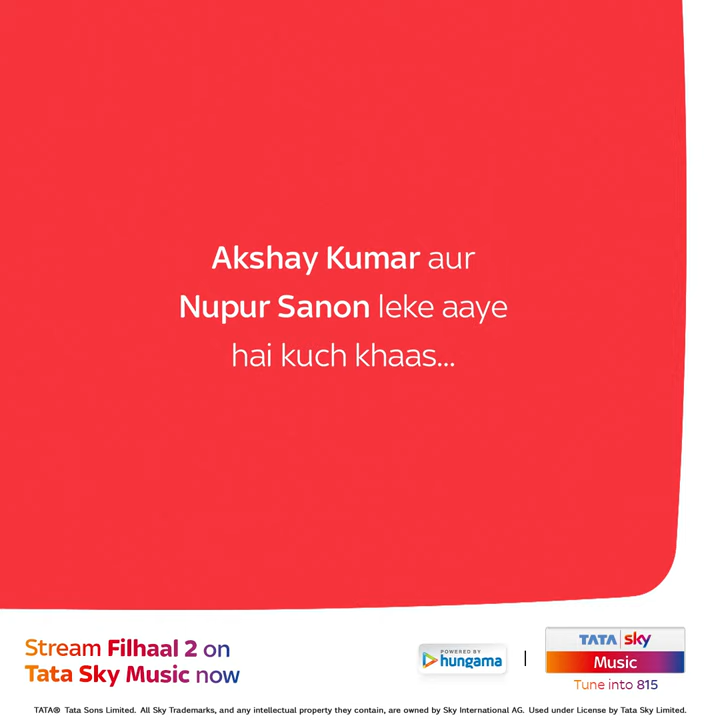 Akshay Kumar aur
Nupur Sanon leke aaye
hai kuch khaas...
Stream Filhaal 2 on
Tata Sky Music now
POWERED BY
hungama
TATA sky
Music
Tune into 815
TATA® Tata Sons Limited. All Sky Trademarks, and any intellectual property they contain, are owned by Sky International AG. Used under License by Tata Sky Limited.